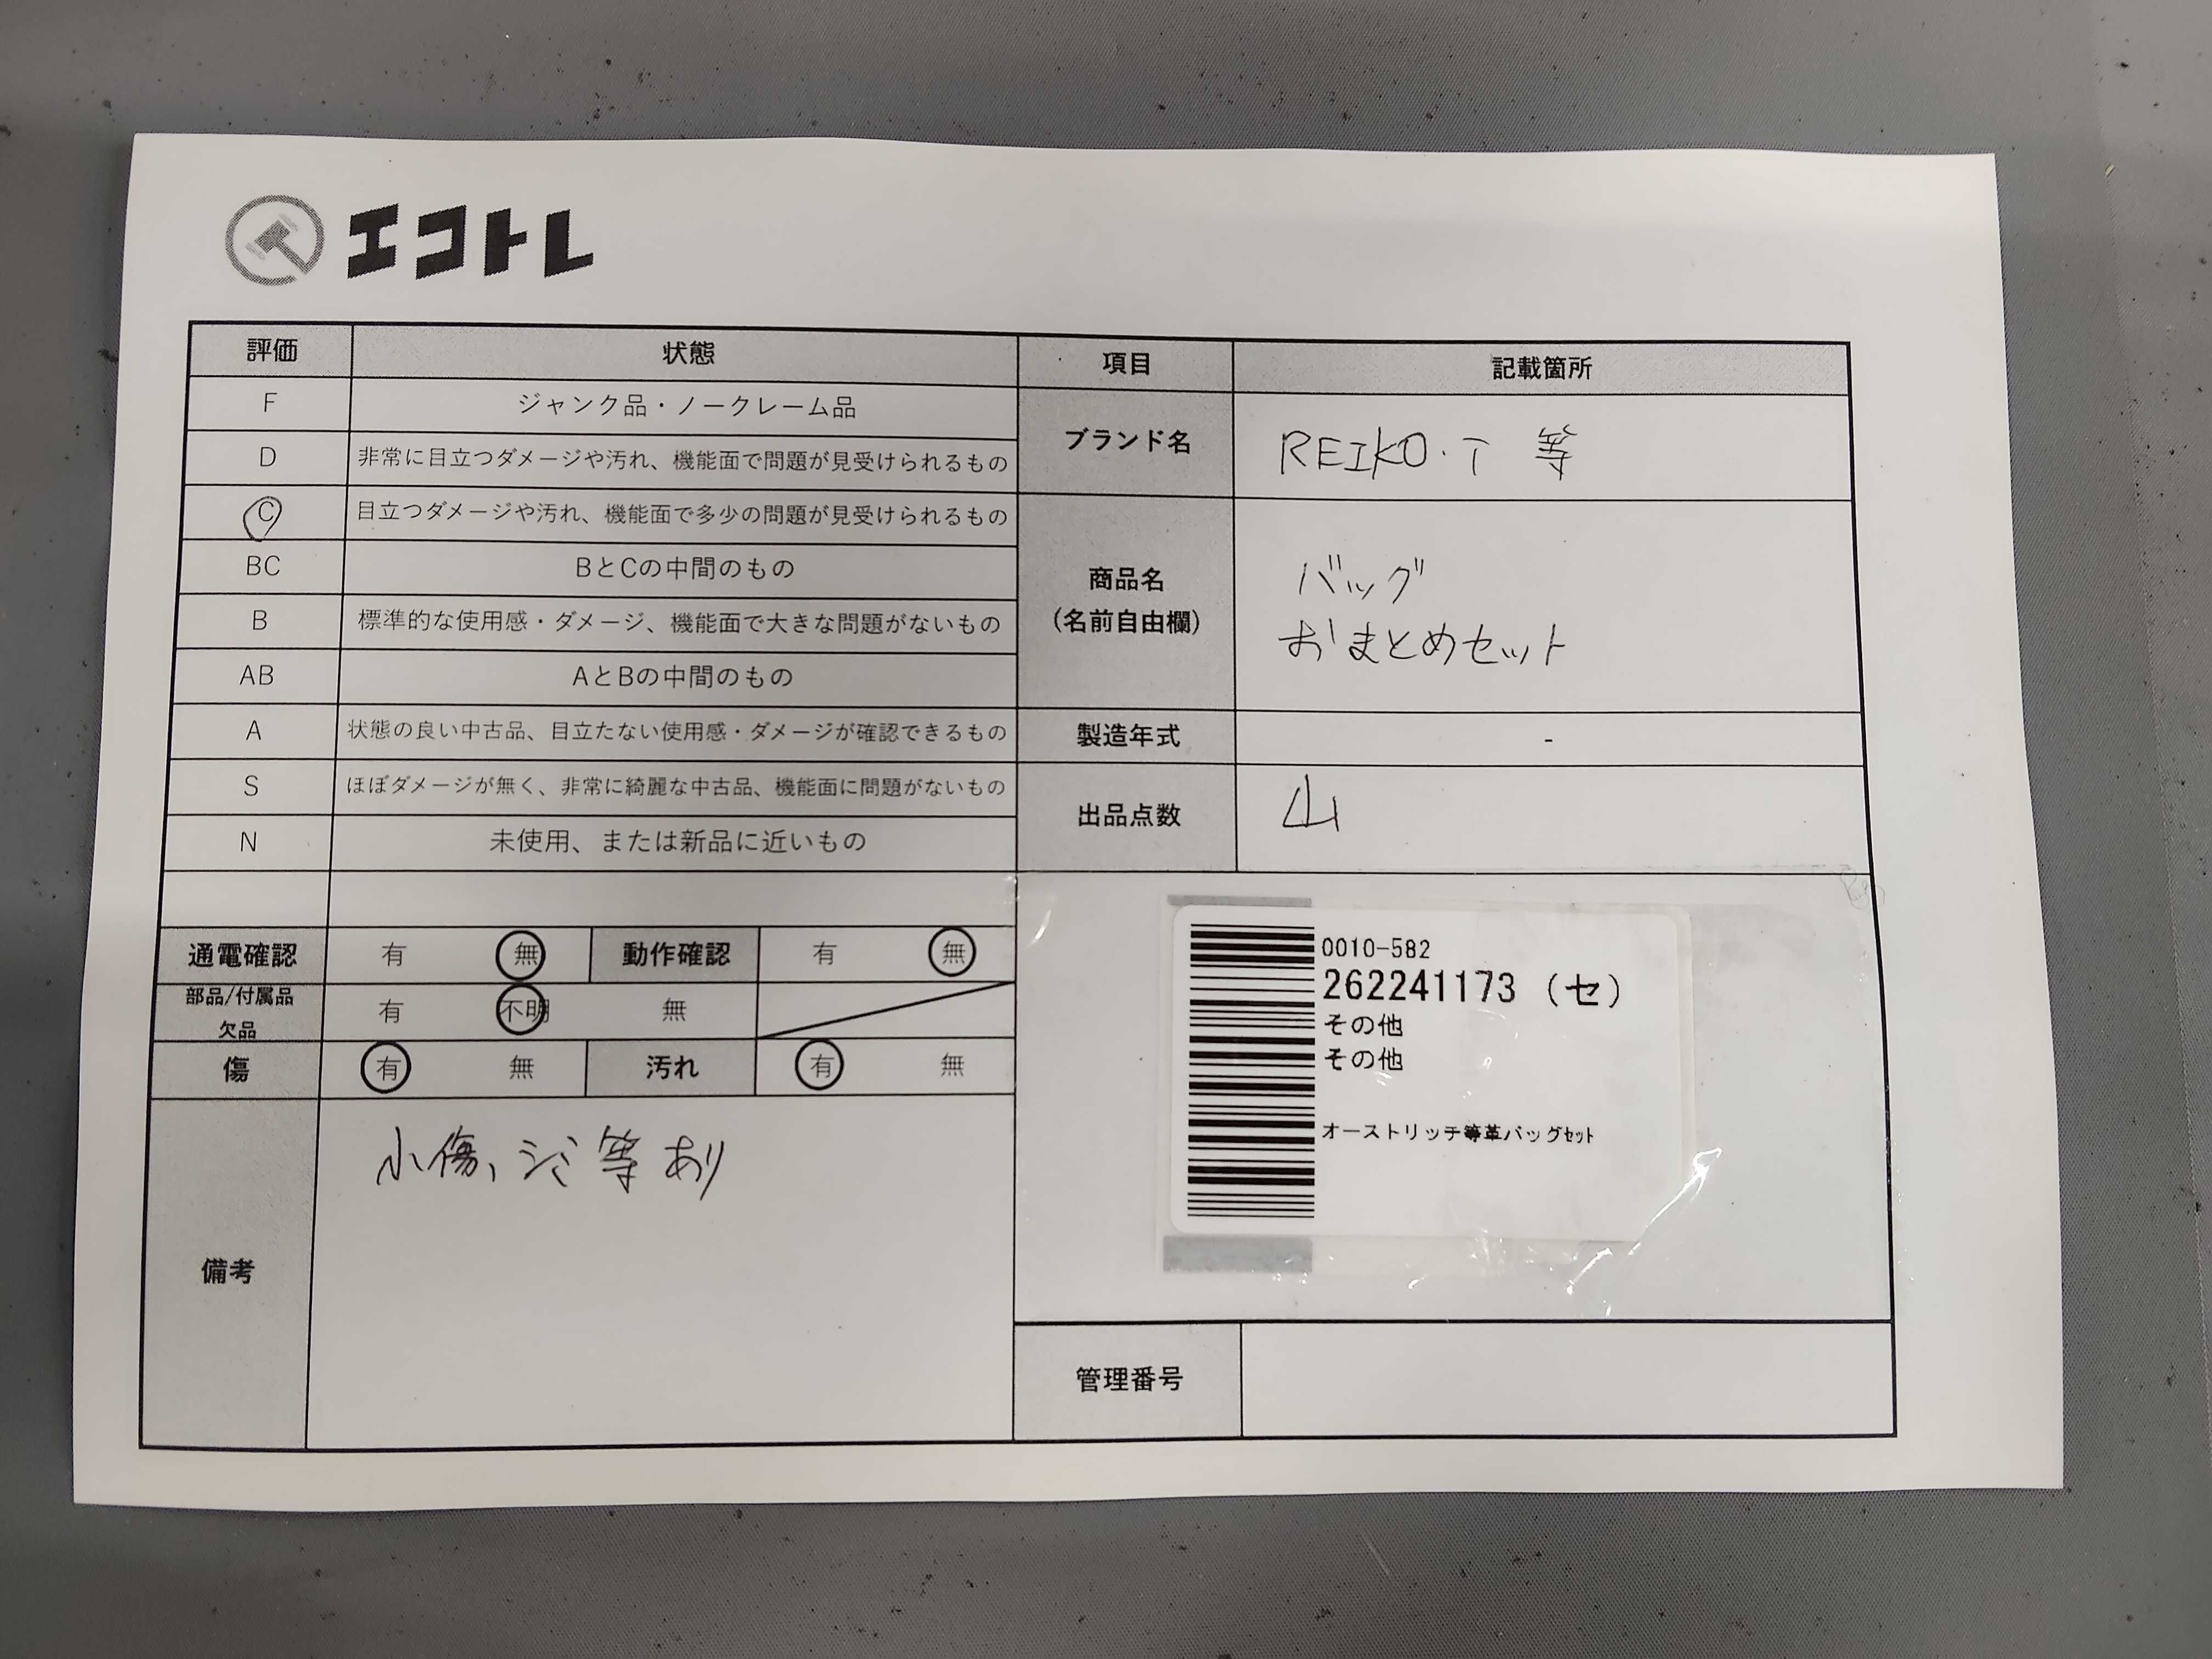 エコトレ
評価 状態 項目 記載箇所
F ジャンク品・ノークレーム品
D 非常に目立つダメージや汚れ、機能面で問題が見受けられるもの
C 目立つダメージや汚れ、機能面で多少の問題が見受けられるもの
BC BとCの中間のもの
B 標準的な使用感・ダメージ、機能面で大きな問題がないもの
AB AとBの中間のもの
A 状態の良い中古品、目立たない使用感・ダメージが確認できるもの
S ほぼダメージが無く、非常に綺麗な中古品、機能面に問題がないもの
N 未使用、または新品に近いもの
ブランド名 REIKO.T 等
商品名
(名前自由欄)
バッグ
おまとめセット
製造年式 -
出品点数 山
通電確認 有 無 動作確認 有 無
部品/付属品
欠品
有 不明 無
傷 有 無 汚れ 有 無
備考
小傷、シミ等あり
0010-582
262241173 (セ)
その他
その他
オーストリッチ等革バッグセット
管理番号